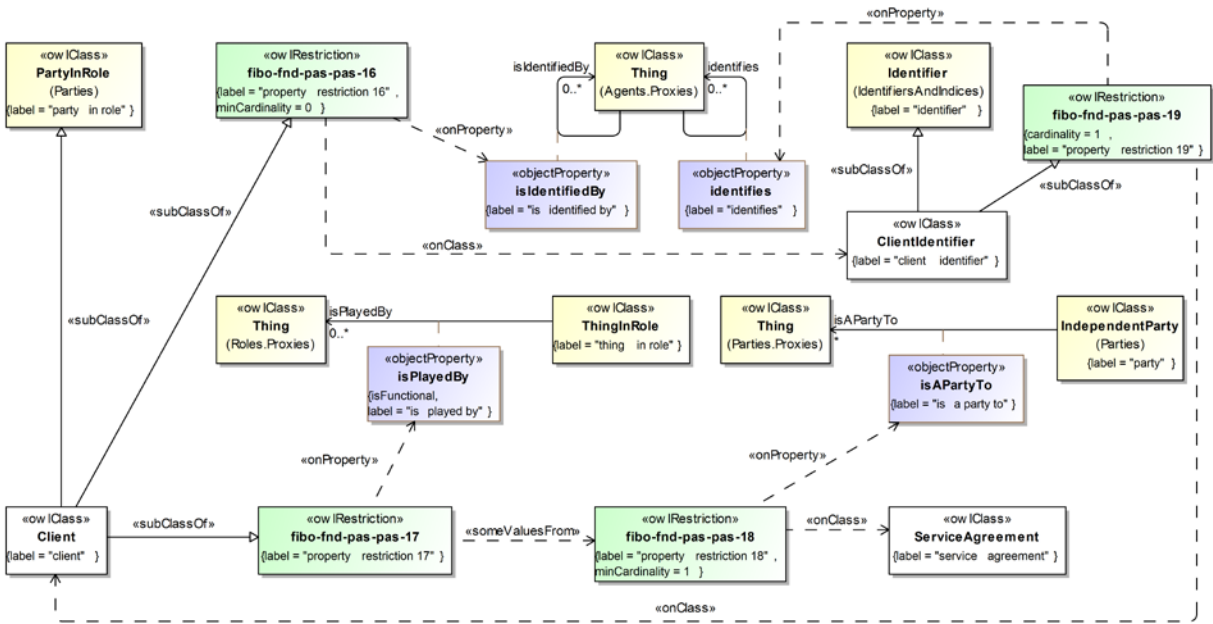 «onProperty»
«owlClass»
PartyInRole
(Parties)
{label = "party in role" }
«owlRestriction»
fibo-fnd-pas-pas-16
{label = "property restriction 16" ,
minCardinality = 0 }
isIdentifiedBy
0..*
«owlClass»
Thing
(Agents.Proxies)
identifies
0..*
«owlClass»
Identifier
(IdentifiersAndIndices)
{label = "identifier" }
«owlRestriction»
fibo-fnd-pas-pas-19
{cardinality = 1 ,
label = "property restriction 19" }
«onProperty»
«objectProperty»
isIdentifiedBy
{label = "is identified by" }
«objectProperty»
identifies
{label = "identifies" }
«subClassOf»
«subClassOf»
«subClassOf»
«onClass»
«owlClass»
ClientIdentifier
{label = "client identifier" }
«subClassOf»
«owlClass»
Thing
(Roles.Proxies)
isPlayedBy
0..*
«owlClass»
ThingInRole
{label = "thing in role" }
«owlClass»
Thing
(Parties.Proxies)
isAPartyTo
*
«owlClass»
IndependentParty
(Parties)
{label = "party" }
«objectProperty»
isPlayedBy
{isFunctional,
label = "is played by" }
«objectProperty»
isAPartyTo
{label = "is a party to" }
«onProperty»
«onProperty»
«owlClass»
Client
{label = "client" }
«subClassOf»
«owlRestriction»
fibo-fnd-pas-pas-17
{label = "property restriction 17" }
«someValuesFrom»
«owlRestriction»
fibo-fnd-pas-pas-18
{label = "property restriction 18" ,
minCardinality = 1 }
«onClass»
«owlClass»
ServiceAgreement
{label = "service agreement" }
«onClass»